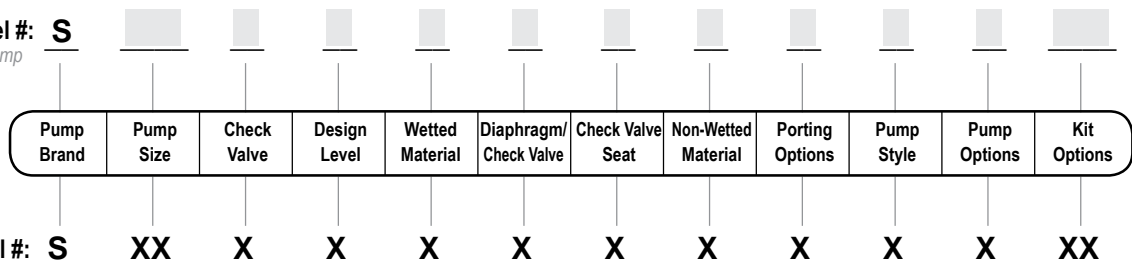 el #: S
mp
Pump Brand Pump Size Check Valve Design Level Wetted Material Diaphragm/ Check Valve Check Valve Seat Non-Wetted Material Porting Options Pump Style Pump Options Kit Options
l #: S XX X X X X X X X X X XX